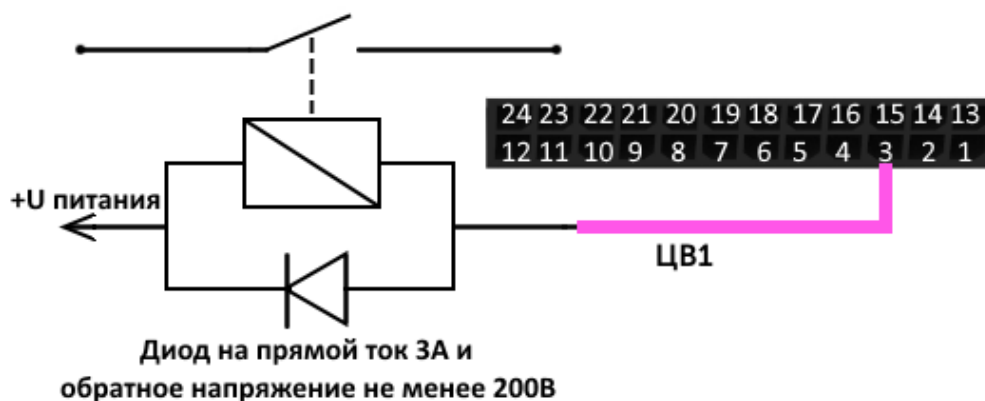 24 23 22 21 20 19 18 17 16 15 14 13
12 11 10 9 8 7 6 5 4 3 2 1
+U питания
ЦВ1
Диод на прямой ток 3А и
обратное напряжение не менее 200В